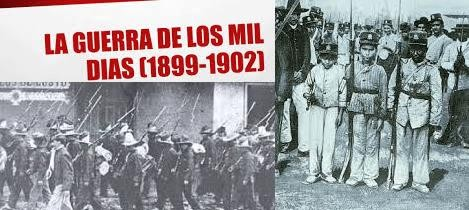 LA GUERRA DE LOS MIL
DIAS (1899-1902)